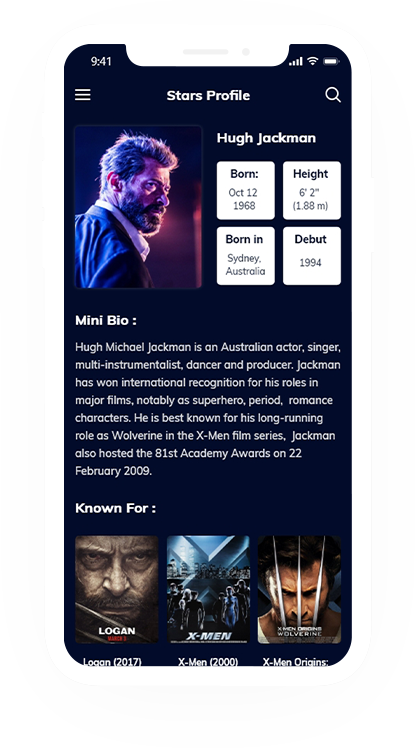 9:41
Stars Profile
Hugh Jackman
Born:
Oct 12
1968
Height
6' 2"
(1.88 m)
Born in
Sydney,
Australia
Debut
1994
Mini Bio :
Hugh Michael Jackman is an Australian actor, singer,
multi-instrumentalist, dancer and producer. Jackman
has won international recognition for his roles in
major films, notably as superhero, period,  romance
characters. He is best known for his long-running
role as Wolverine in the X-Men film series,  Jackman
also hosted the 81st Academy Awards on 22
February 2009.
Known For :
LOGAN
MARCH 3
X-MEN
X-MEN ORIGINS
WOLVERINE
Logan (2017)
X-Men (2000)
X-Men Origins: